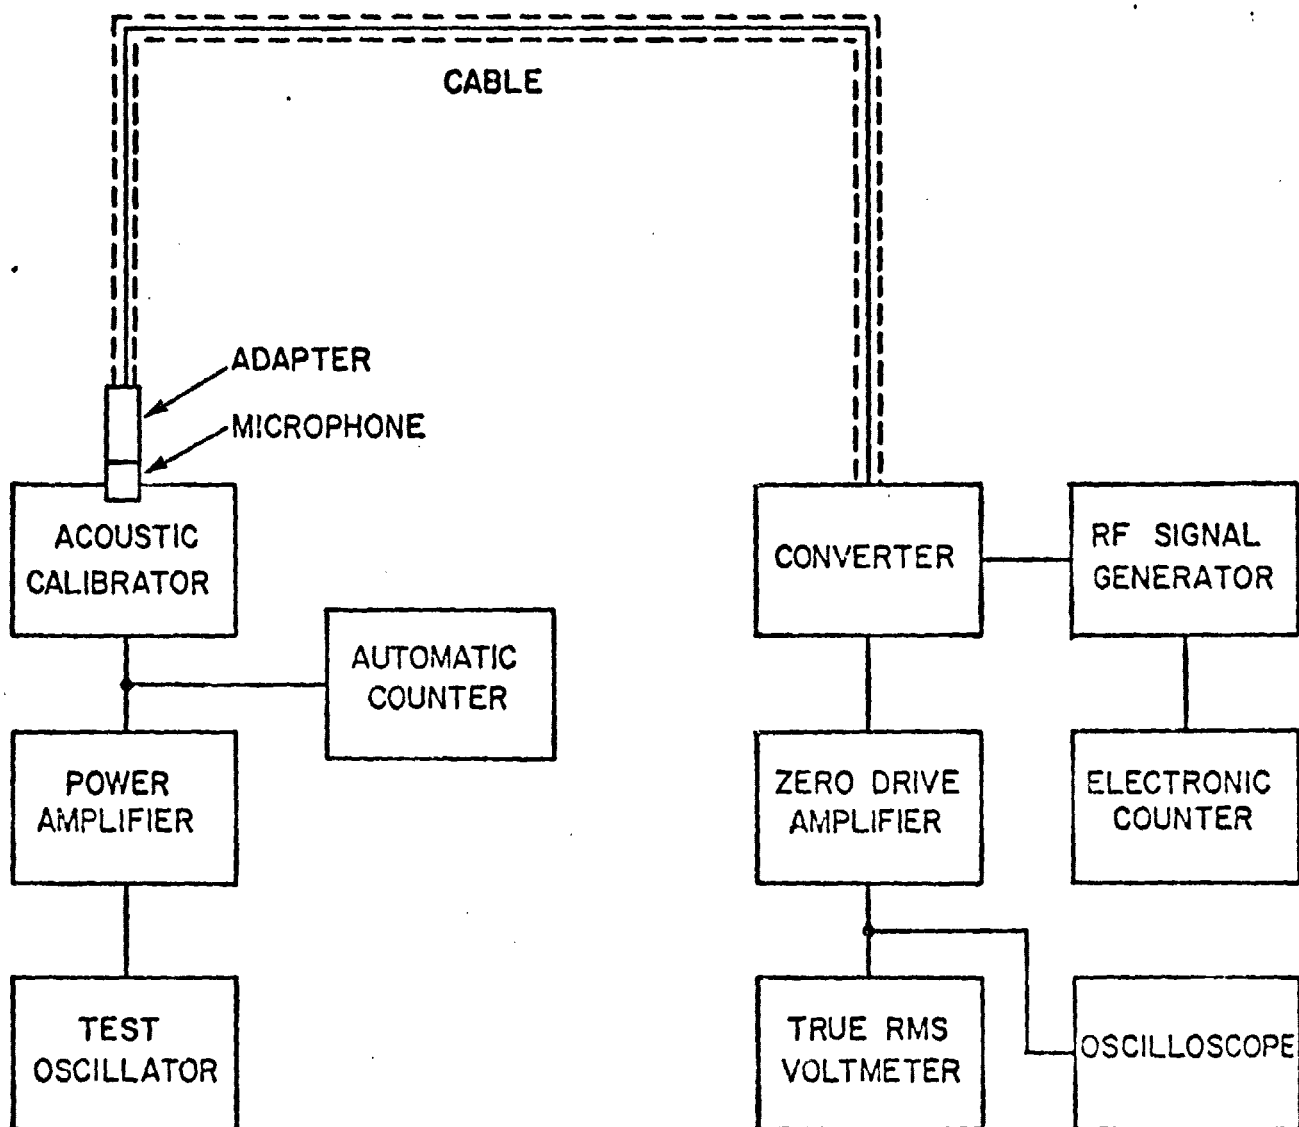 CABLE
ADAPTER
MICROPHONE
ACOUSTIC
CALIBRATOR
AUTOMATIC
COUNTER
POWER
AMPLIFIER
TEST
OSCILLATOR
CONVERTER
RF SIGNAL
GENERATOR
ZERO DRIVE
AMPLIFIER
ELECTRONIC
COUNTER
TRUE RMS
VOLTMETER
OSCILLOSCOPE